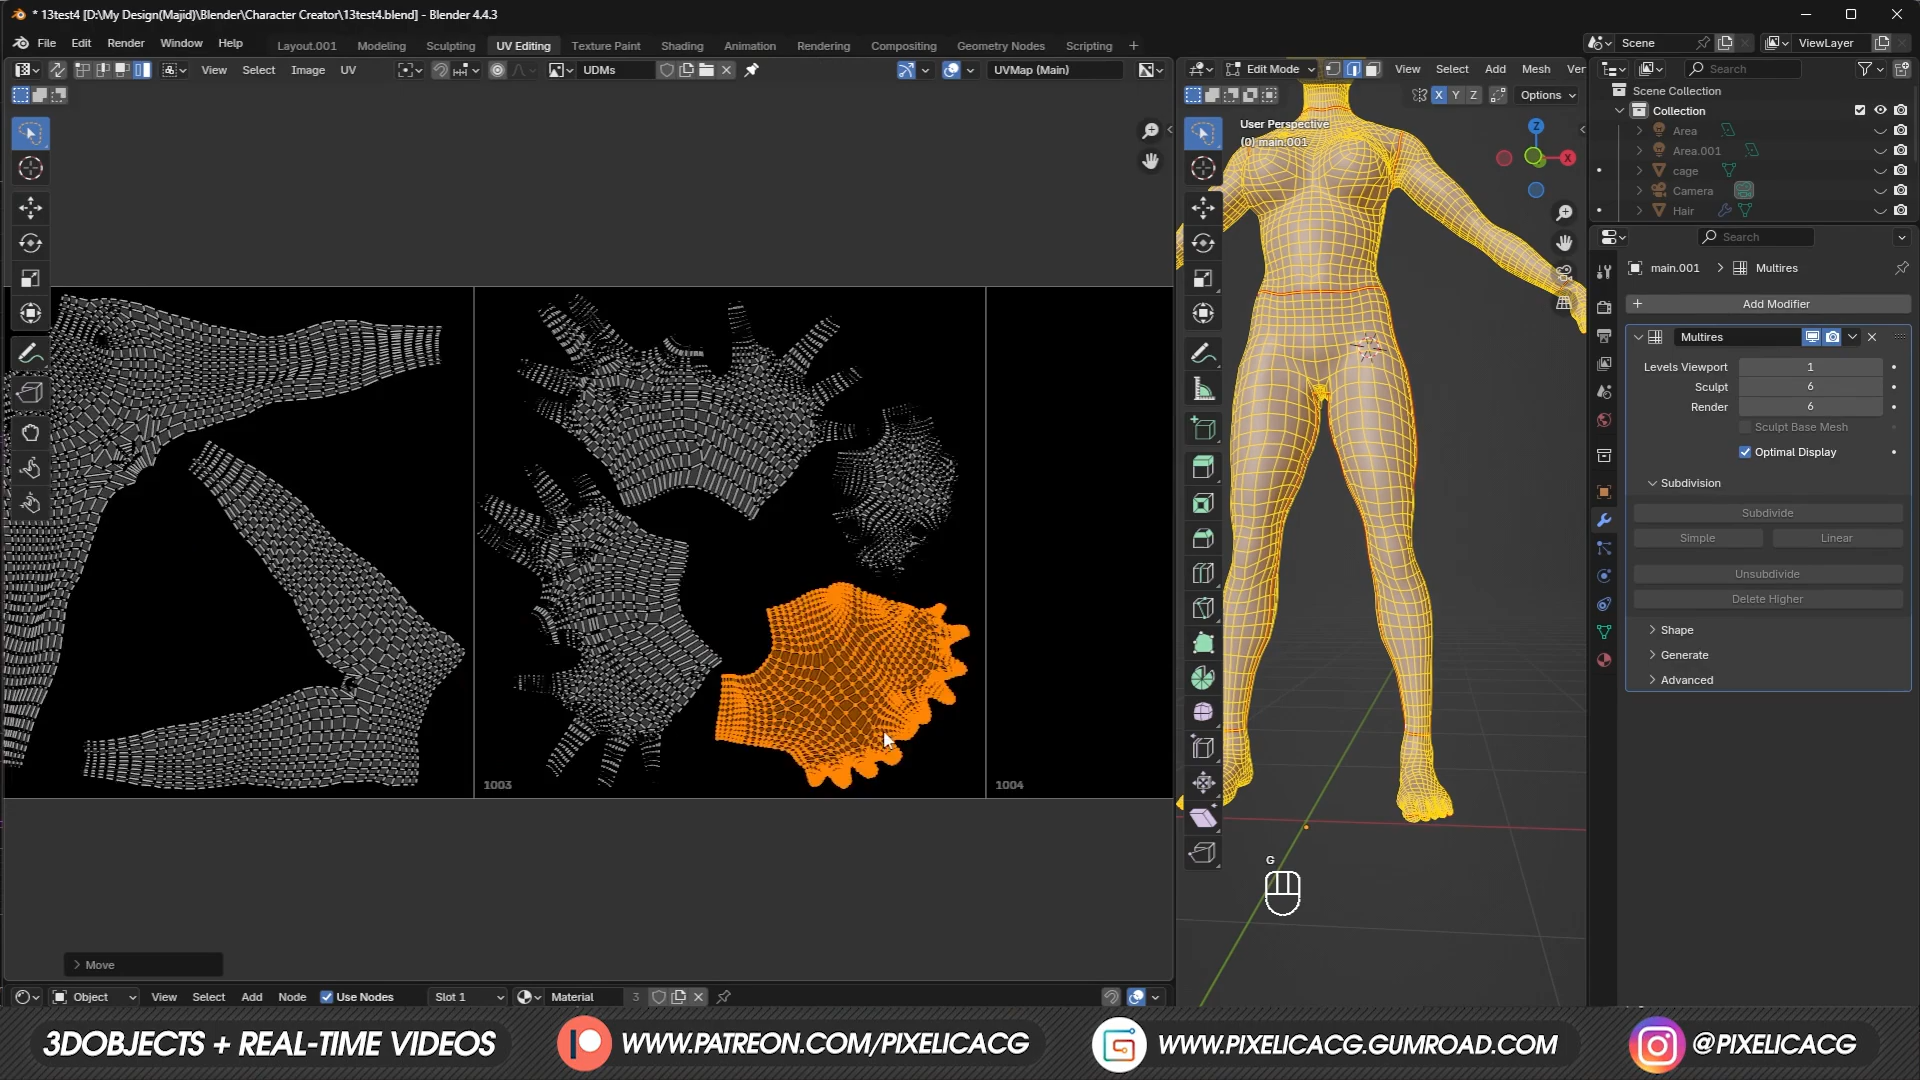 * 13test4 [D:\My Design(Majid)\Blender\Character Creator\13test4.blend] - Blender 4.4.3
File Edit Render Window Help Layout.001 Modeling Sculpting UV Editing Texture Paint Shading Animation Rendering Compositing Geometry Nodes Scripting + Scene ViewLayer
View Select Image UV UDMs UVMap (Main)
Edit Mode View Select Add Mesh Ver
Search
X Y Z Options
Scene Collection
Collection
Area
Area.001
cage
Camera
Hair
User Perspective
(0) main.001
Z
X
Search
main.001 > Multires
+ Add Modifier
Multires
Levels Viewport 1
Sculpt 6
Render 6
Sculpt Base Mesh
Optimal Display
Subdivision
Subdivide
Simple Linear
Unsubdivide
Delete Higher
Shape
Generate
Advanced
1003
1004
G
Move
Object View Select Add Node Use Nodes Slot 1 Material 3
3DOBJECTS + REAL-TIME VIDEOS
WWW.PATREON.COM/PIXELICACG
WWW.PIXELICACG.GUMROAD.COM
@PIXELICACG